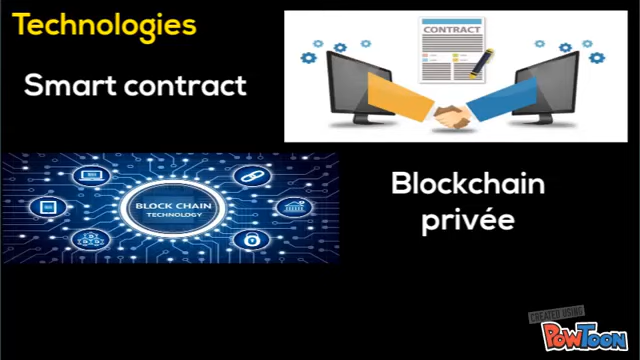 Technologies
CONTRACT
Smart contract
BLOCK CHAIN
TECHNOLOGY
Blockchain
privée
CREATED USING
POWTOON